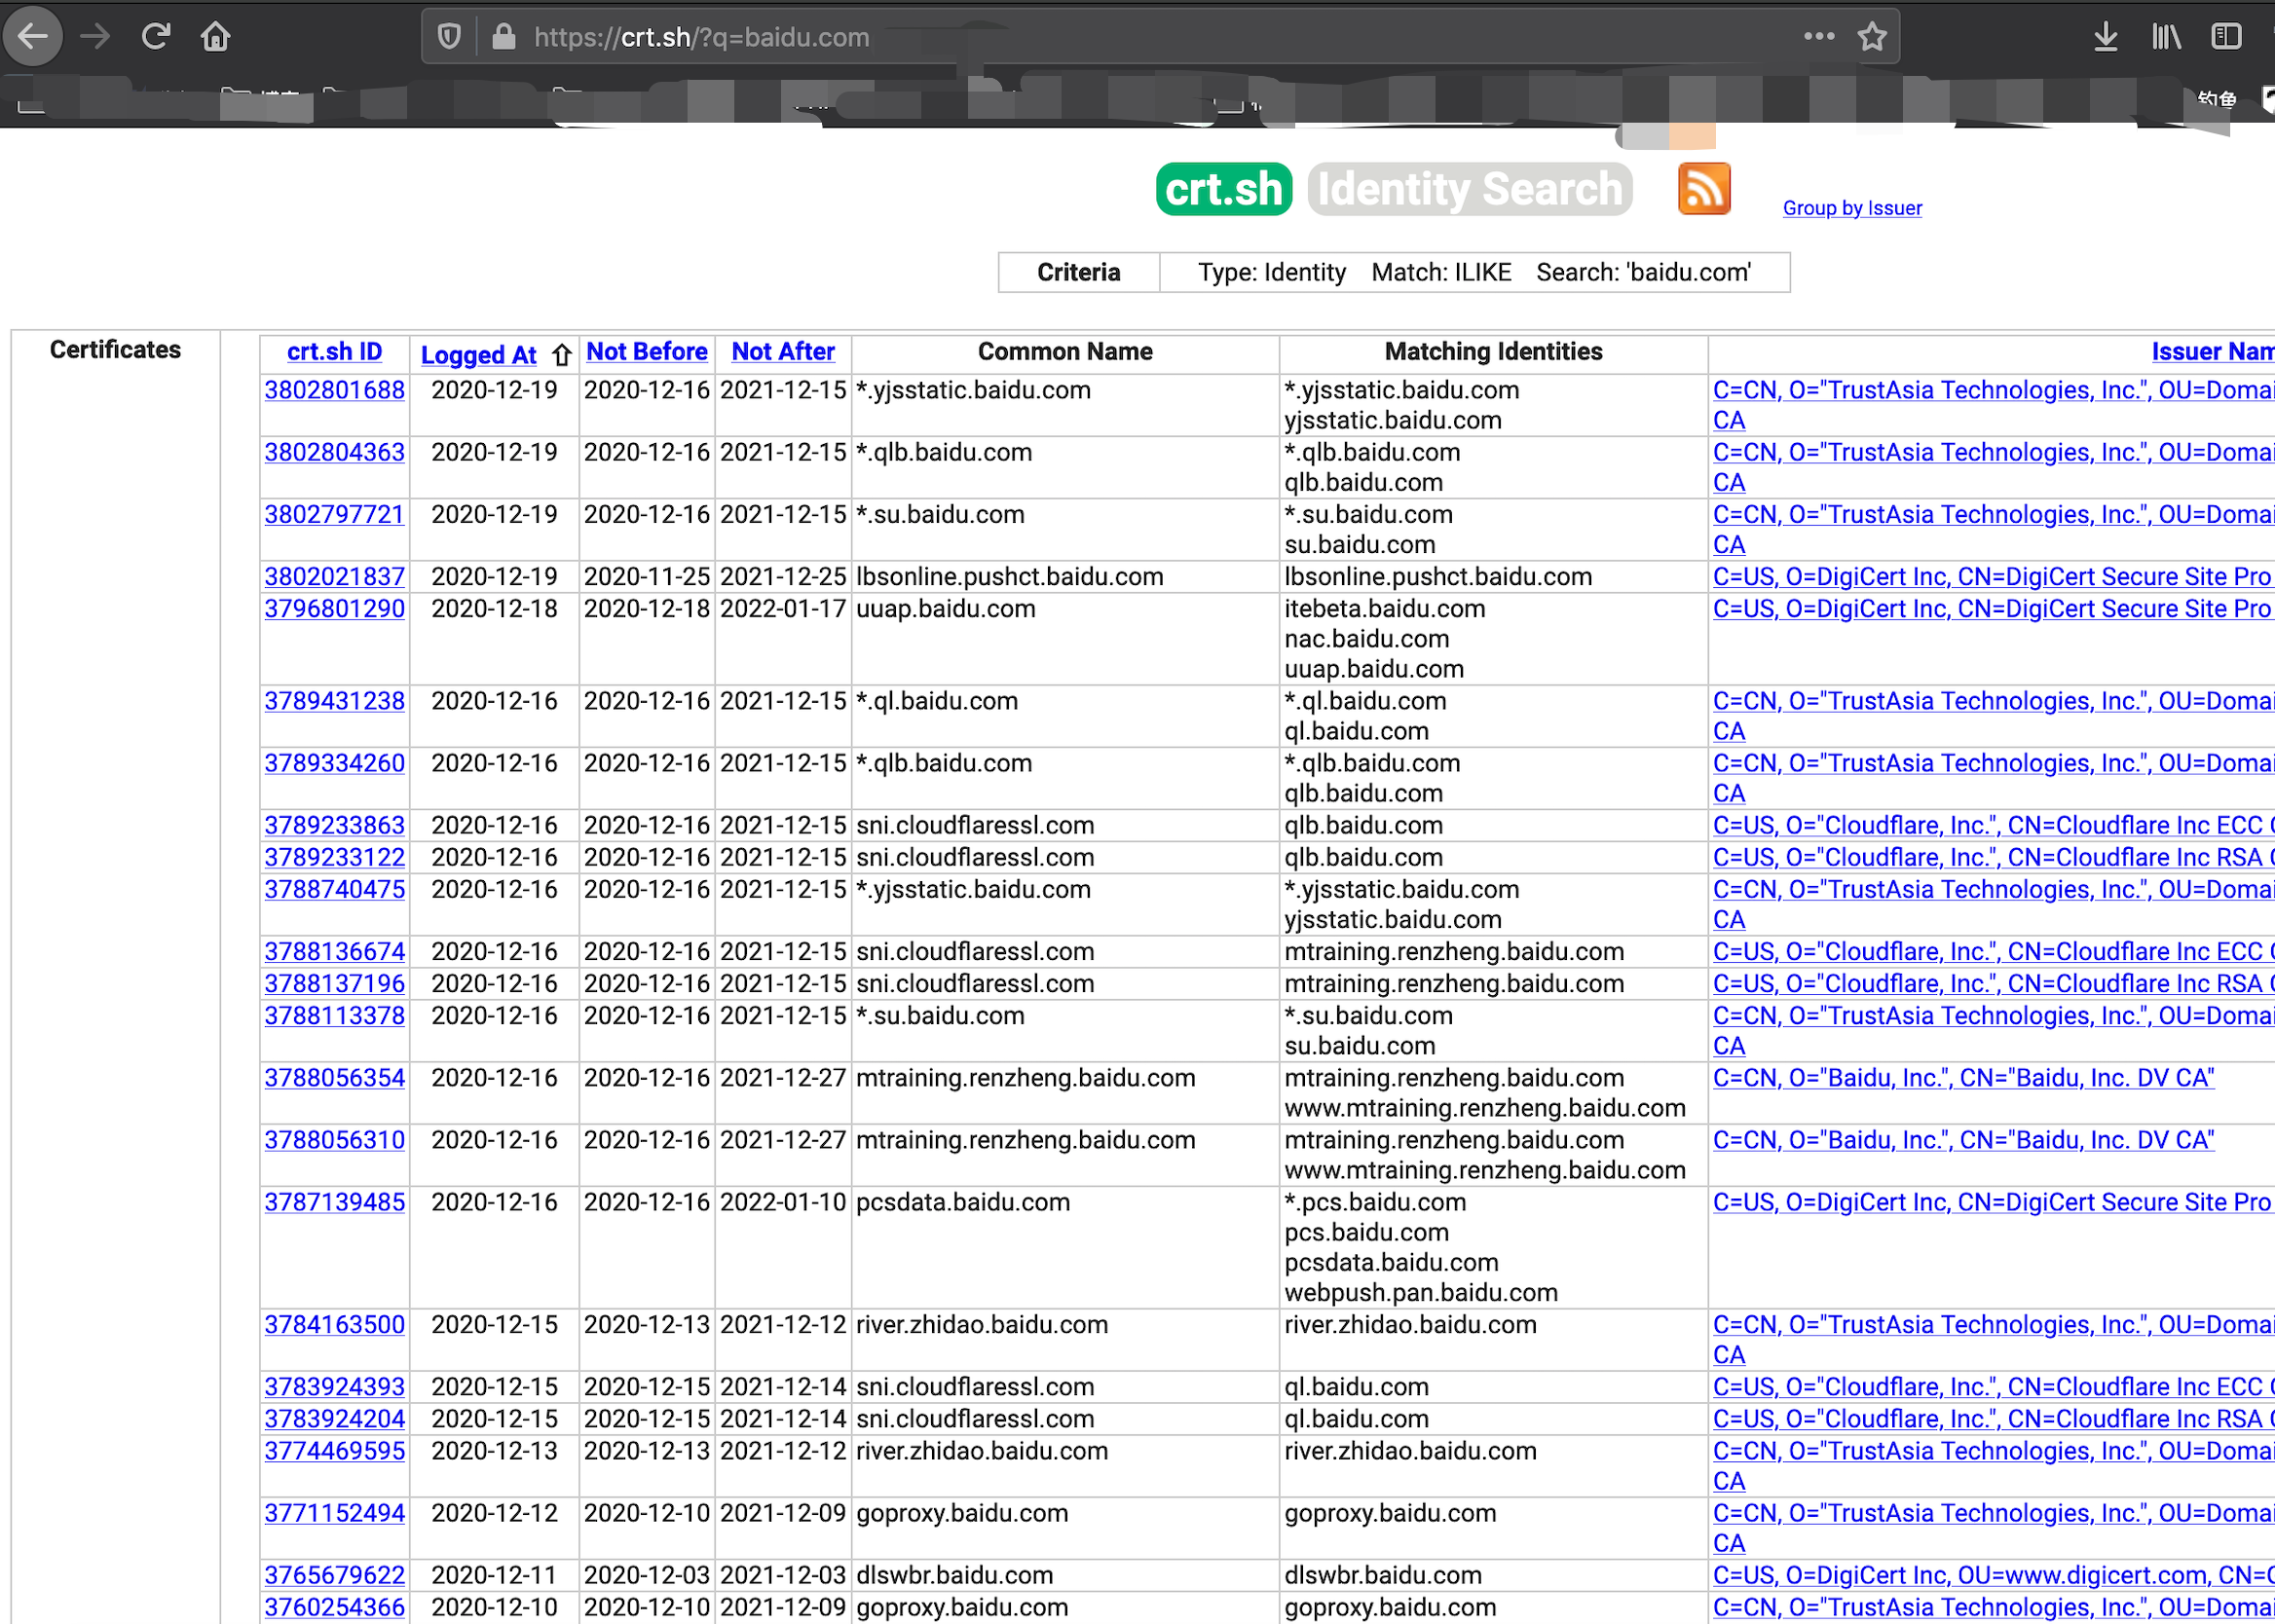 https://crt.sh/?q=baidu.com
钓鱼
crt.sh Identity Search Group by Issuer
Criteria Type: Identity Match: ILIKE Search: 'baidu.com'
Certificates crt.sh ID Logged At ⇧ Not Before Not After Common Name Matching Identities Issuer Nam
3802801688 2020-12-19 2020-12-16 2021-12-15 *.yjsstatic.baidu.com *.yjsstatic.baidu.com C=CN, O="TrustAsia Technologies, Inc.", OU=Domai
yjsstatic.baidu.com CA
3802804363 2020-12-19 2020-12-16 2021-12-15 *.qlb.baidu.com *.qlb.baidu.com C=CN, O="TrustAsia Technologies, Inc.", OU=Domai
qlb.baidu.com CA
3802797721 2020-12-19 2020-12-16 2021-12-15 *.su.baidu.com *.su.baidu.com C=CN, O="TrustAsia Technologies, Inc.", OU=Domai
su.baidu.com CA
3802021837 2020-12-19 2020-11-25 2021-12-25 lbsonline.pushct.baidu.com lbsonline.pushct.baidu.com C=US, O=DigiCert Inc, CN=DigiCert Secure Site Pro
3796801290 2020-12-18 2020-12-18 2022-01-17 uuap.baidu.com itebeta.baidu.com C=US, O=DigiCert Inc, CN=DigiCert Secure Site Pro
nac.baidu.com
uuap.baidu.com
3789431238 2020-12-16 2020-12-16 2021-12-15 *.ql.baidu.com *.ql.baidu.com C=CN, O="TrustAsia Technologies, Inc.", OU=Domai
ql.baidu.com CA
3789334260 2020-12-16 2020-12-16 2021-12-15 *.qlb.baidu.com *.qlb.baidu.com C=CN, O="TrustAsia Technologies, Inc.", OU=Domai
qlb.baidu.com CA
3789233863 2020-12-16 2020-12-16 2021-12-15 sni.cloudflaressl.com qlb.baidu.com C=US, O="Cloudflare, Inc.", CN=Cloudflare Inc ECC
3789233122 2020-12-16 2020-12-16 2021-12-15 sni.cloudflaressl.com qlb.baidu.com C=US, O="Cloudflare, Inc.", CN=Cloudflare Inc RSA
3788740475 2020-12-16 2020-12-16 2021-12-15 *.yjsstatic.baidu.com *.yjsstatic.baidu.com C=CN, O="TrustAsia Technologies, Inc.", OU=Domai
yjsstatic.baidu.com CA
3788136674 2020-12-16 2020-12-16 2021-12-15 sni.cloudflaressl.com mtraining.renzheng.baidu.com C=US, O="Cloudflare, Inc.", CN=Cloudflare Inc ECC
3788137196 2020-12-16 2020-12-16 2021-12-15 sni.cloudflaressl.com mtraining.renzheng.baidu.com C=US, O="Cloudflare, Inc.", CN=Cloudflare Inc RSA
3788113378 2020-12-16 2020-12-16 2021-12-15 *.su.baidu.com *.su.baidu.com C=CN, O="TrustAsia Technologies, Inc.", OU=Domai
su.baidu.com CA
3788056354 2020-12-16 2020-12-16 2021-12-27 mtraining.renzheng.baidu.com mtraining.renzheng.baidu.com C=CN, O="Baidu, Inc.", CN="Baidu, Inc. DV CA"
www.mtraining.renzheng.baidu.com
3788056310 2020-12-16 2020-12-16 2021-12-27 mtraining.renzheng.baidu.com mtraining.renzheng.baidu.com C=CN, O="Baidu, Inc.", CN="Baidu, Inc. DV CA"
www.mtraining.renzheng.baidu.com
3787139485 2020-12-16 2020-12-16 2022-01-10 pcsdata.baidu.com *.pcs.baidu.com C=US, O=DigiCert Inc, CN=DigiCert Secure Site Pro
pcs.baidu.com
pcsdata.baidu.com
webpush.pan.baidu.com
3784163500 2020-12-15 2020-12-13 2021-12-12 river.zhidao.baidu.com river.zhidao.baidu.com C=CN, O="TrustAsia Technologies, Inc.", OU=Domai
CA
3783924393 2020-12-15 2020-12-15 2021-12-14 sni.cloudflaressl.com ql.baidu.com C=US, O="Cloudflare, Inc.", CN=Cloudflare Inc ECC
3783924204 2020-12-15 2020-12-15 2021-12-14 sni.cloudflaressl.com ql.baidu.com C=US, O="Cloudflare, Inc.", CN=Cloudflare Inc RSA
3774469595 2020-12-13 2020-12-13 2021-12-12 river.zhidao.baidu.com river.zhidao.baidu.com C=CN, O="TrustAsia Technologies, Inc.", OU=Domai
CA
3771152494 2020-12-12 2020-12-10 2021-12-09 goproxy.baidu.com goproxy.baidu.com C=CN, O="TrustAsia Technologies, Inc.", OU=Domai
CA
3765679622 2020-12-11 2020-12-03 2021-12-03 dlswbr.baidu.com dlswbr.baidu.com C=US, O=DigiCert Inc, OU=www.digicert.com, CN=
3760254366 2020-12-10 2020-12-10 2021-12-09 goproxy.baidu.com goproxy.baidu.com C=CN, O="TrustAsia Technologies, Inc.", OU=Domai